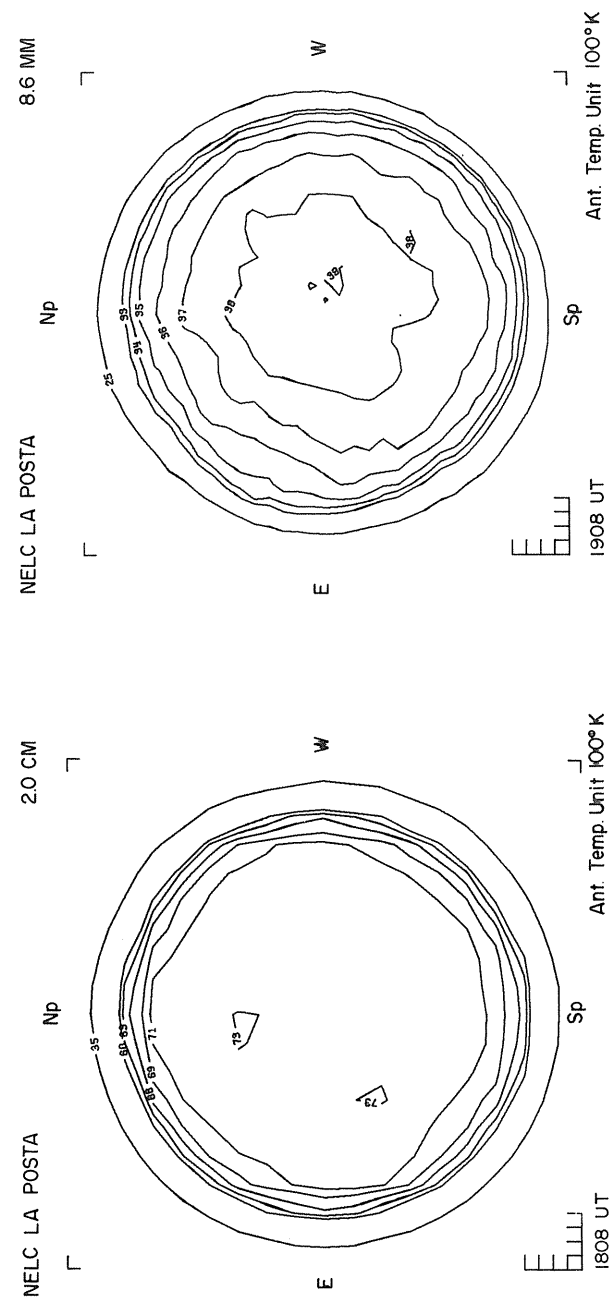 NELC LA POSTA 2.0 CM
Np
35
60
63
68
69
71
73
73
E W
Sp
1808 UT Ant. Temp. Unit 100°K
NELC LA POSTA 8.6 MM
Np
25
93
94
95
96
97
98
98
98
E W
Sp
1908 UT Ant. Temp. Unit 100°K